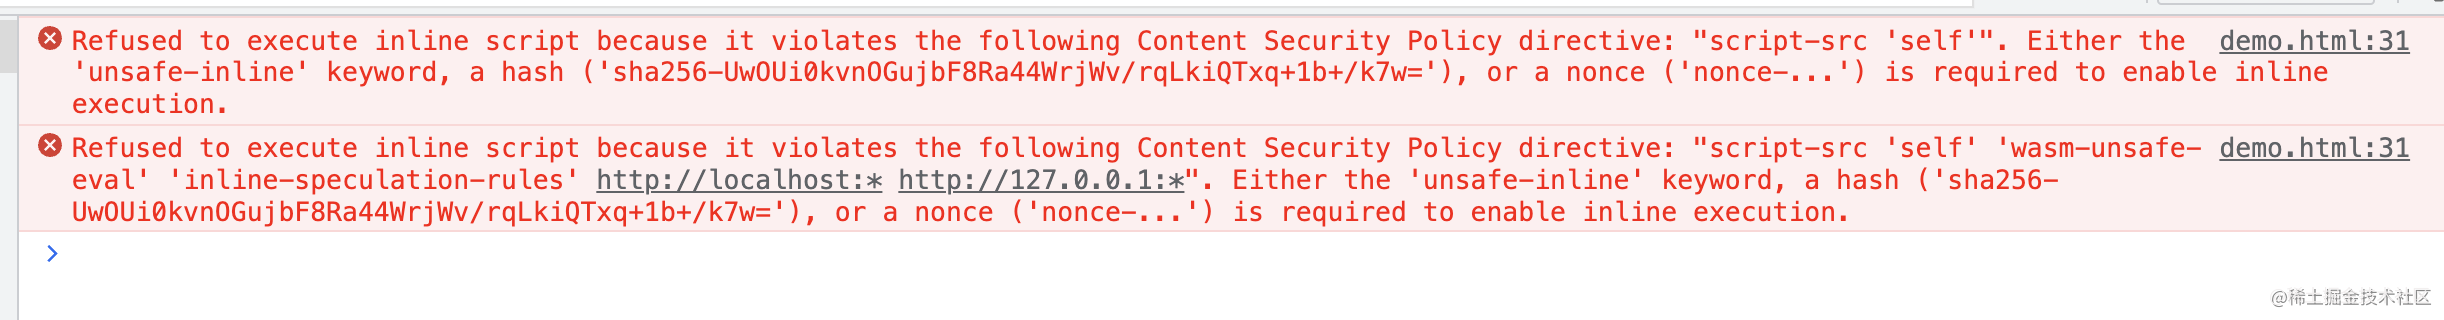 Refused to execute inline script because it violates the following Content Security Policy directive: "script-src 'self'". Either the demo.html:31
'unsafe-inline' keyword, a hash ('sha256-UwOUi0kvnOGujbF8Ra44WrjWv/rqLkiQTxq+1b+/k7w='), or a nonce ('nonce-...') is required to enable inline
execution.
Refused to execute inline script because it violates the following Content Security Policy directive: "script-src 'self' 'wasm-unsafe- demo.html:31
eval' 'inline-speculation-rules' http://localhost:* http://127.0.0.1:*". Either the 'unsafe-inline' keyword, a hash ('sha256-
UwOUi0kvnOGujbF8Ra44WrjWv/rqLkiQTxq+1b+/k7w='), or a nonce ('nonce-...') is required to enable inline execution.
@稀土掘金技术社区